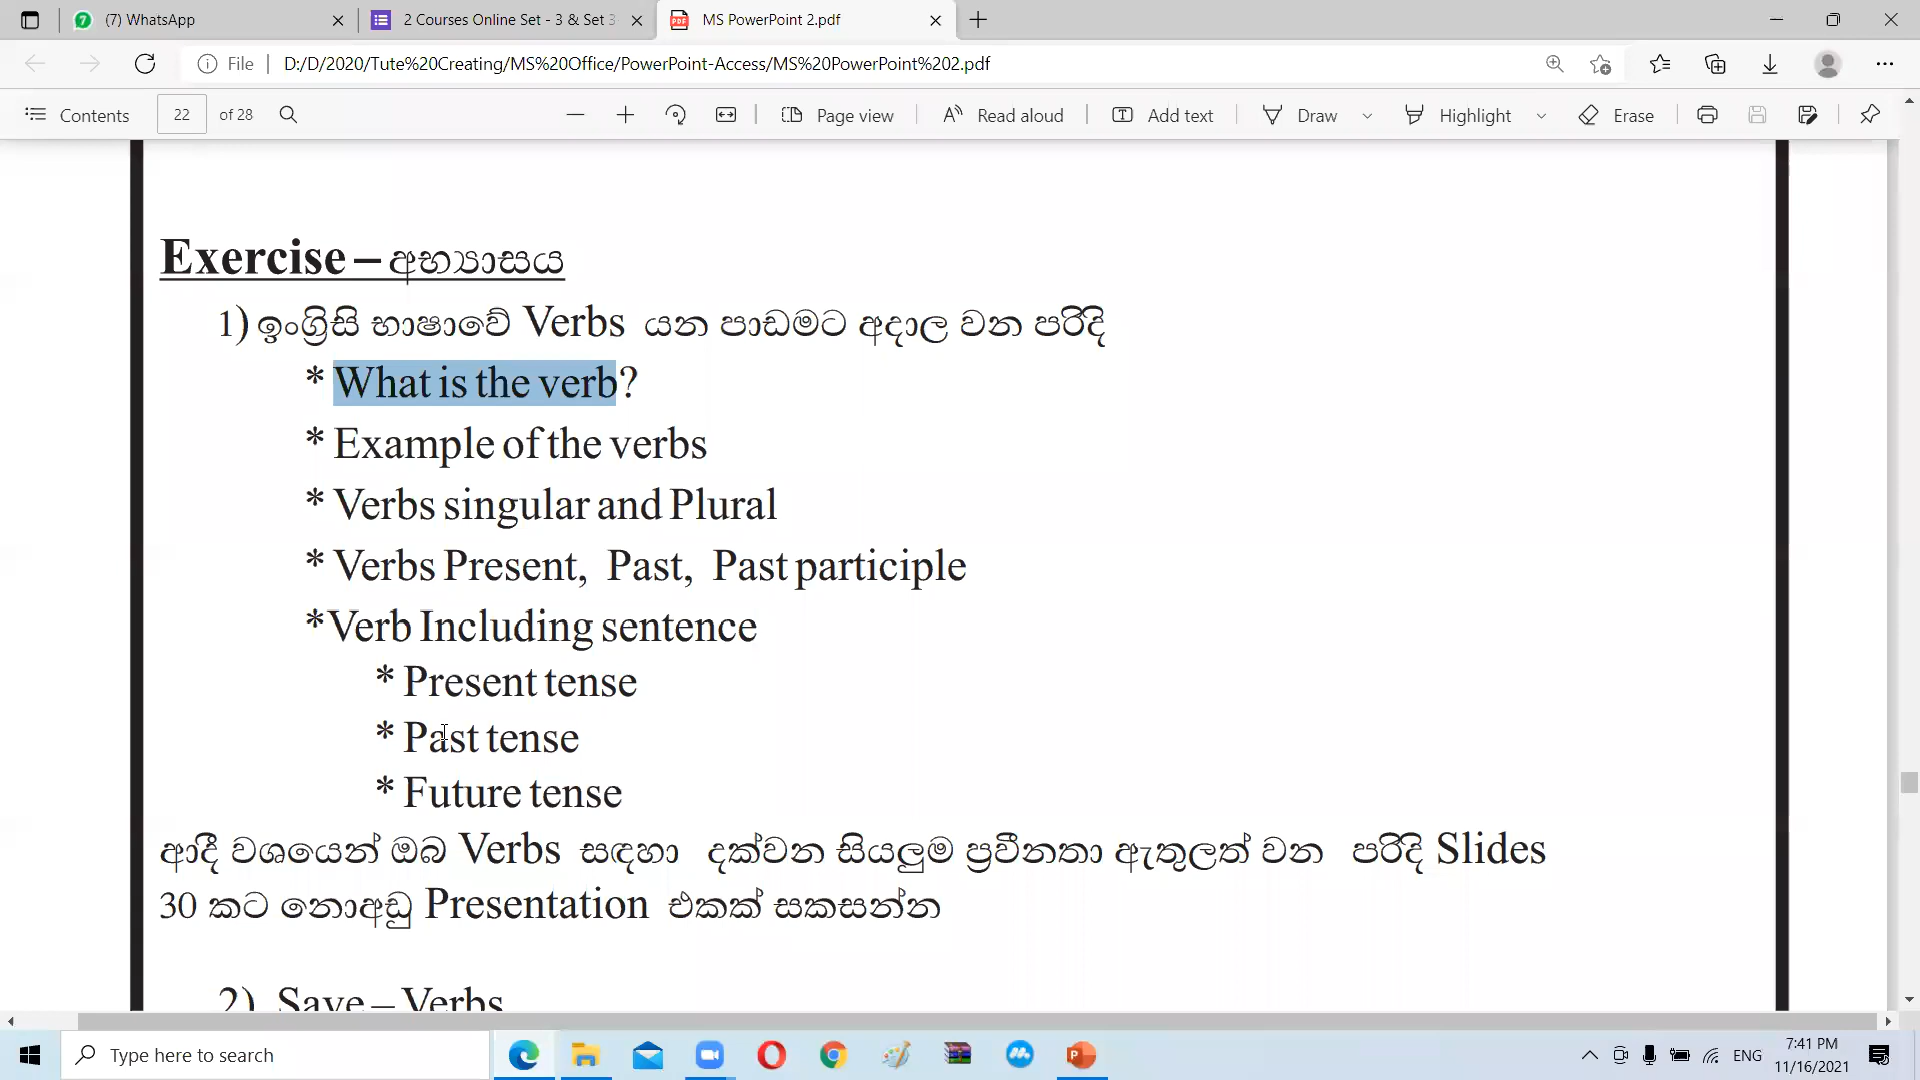 (7) WhatsApp
2 Courses Online Set - 3 & Set 3
MS PowerPoint 2.pdf
File
D:/D/2020/Tute%20Creating/MS%20Office/PowerPoint-Access/MS%20PowerPoint%202.pdf
Contents
22
of 28
Page view
Read aloud
Add text
Draw
Highlight
Erase
Exercise – අභ්‍යාසය
1) ඉංග්‍රිසි භාෂාවේ Verbs යන පාඩමට අදාල වන පරිදි
* What is the verb?
* Example of the verbs
* Verbs singular and Plural
* Verbs Present, Past, Past participle
*Verb Including sentence
* Present tense
* Past tense
* Future tense
ආදී වශයෙන් ඔබ Verbs සඳහා දක්වන සියලුම ප්‍රවීනතා ඇතුලත් වන පරිදි Slides
30 කට නොඅඩු Presentation එකක් සකසන්න
2) Save – Verbs
Type here to search
ENG
7:41 PM
11/16/2021